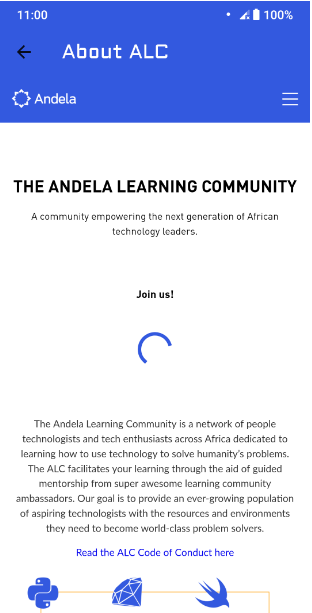 11:00
100%
About ALC
Andela
THE ANDELA LEARNING COMMUNITY
A community empowering the next generation of African
technology leaders.
Join us!
The Andela Learning Community is a network of people
technologists and tech enthusiasts across Africa dedicated to
learning how to use technology to solve humanity's problems.
The ALC facilitates your learning through the aid of guided
mentorship from super awesome learning community
ambassadors. Our goal is to provide an ever-growing population
of aspiring technologists with the resources and environments
they need to become world-class problem solvers.
Read the ALC Code of Conduct here